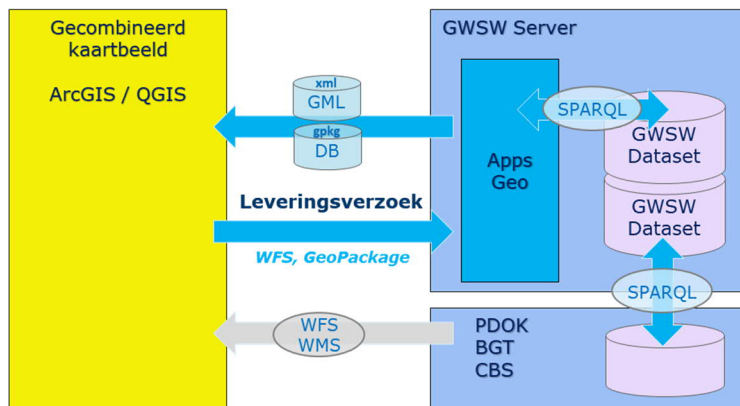 Gecombineerd
kaartbeeld
ArcGIS / QGIS
xml
GML
gpkg
DB
Leveringsverzoek
WFS, GeoPackage
WFS
WMS
GWSW Server
Apps
Geo
SPARQL
GWSW
Dataset
GWSW
Dataset
SPARQL
PDOK
BGT
CBS